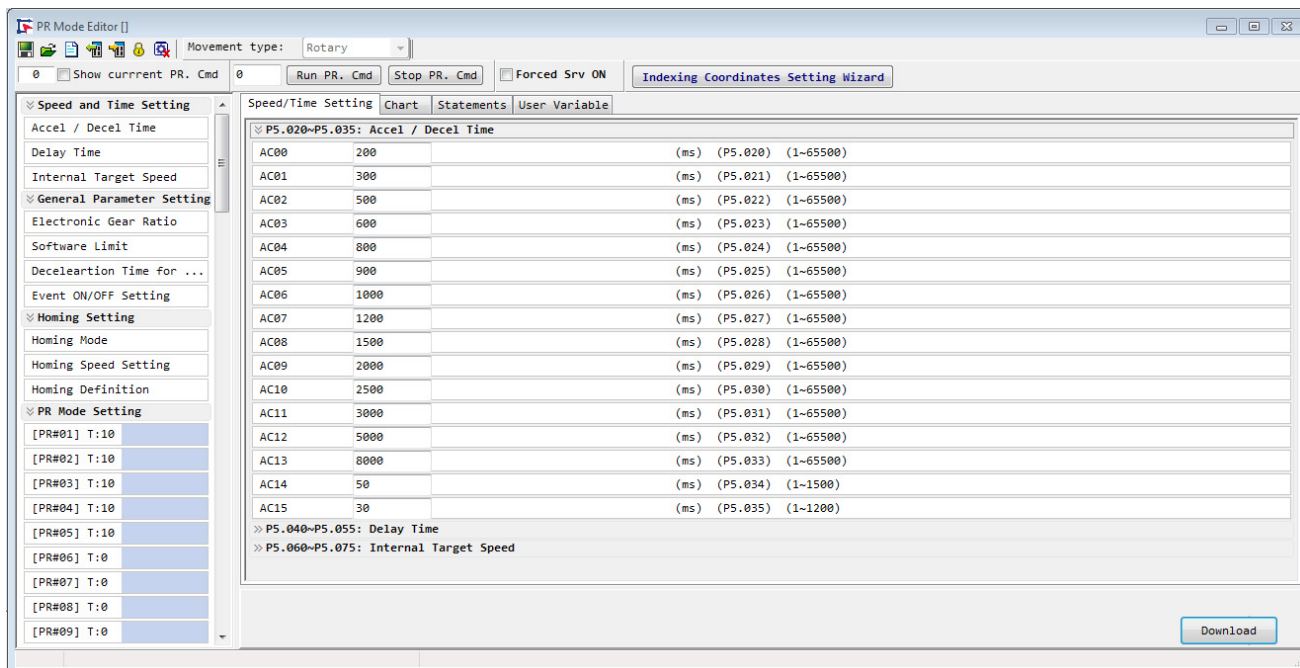 PR Mode Editor []
Movement type: Rotary
0 Show currrent PR. Cmd 0 Run PR. Cmd Stop PR. Cmd Forced Srv ON Indexing Coordinates Setting Wizard
Speed and Time Setting
Accel / Decel Time
Delay Time
Internal Target Speed
General Parameter Setting
Electronic Gear Ratio
Software Limit
Deceleartion Time for ...
Event ON/OFF Setting
Homing Setting
Homing Mode
Homing Speed Setting
Homing Definition
PR Mode Setting
[PR#01] T:10
[PR#02] T:10
[PR#03] T:10
[PR#04] T:10
[PR#05] T:10
[PR#06] T:0
[PR#07] T:0
[PR#08] T:0
[PR#09] T:0
Speed/Time Setting Chart Statements User Variable
P5.020~P5.035: Accel / Decel Time
AC00 200 (ms) (P5.020) (1~65500)
AC01 300 (ms) (P5.021) (1~65500)
AC02 500 (ms) (P5.022) (1~65500)
AC03 600 (ms) (P5.023) (1~65500)
AC04 800 (ms) (P5.024) (1~65500)
AC05 900 (ms) (P5.025) (1~65500)
AC06 1000 (ms) (P5.026) (1~65500)
AC07 1200 (ms) (P5.027) (1~65500)
AC08 1500 (ms) (P5.028) (1~65500)
AC09 2000 (ms) (P5.029) (1~65500)
AC10 2500 (ms) (P5.030) (1~65500)
AC11 3000 (ms) (P5.031) (1~65500)
AC12 5000 (ms) (P5.032) (1~65500)
AC13 8000 (ms) (P5.033) (1~65500)
AC14 50 (ms) (P5.034) (1~1500)
AC15 30 (ms) (P5.035) (1~1200)
P5.040~P5.055: Delay Time
P5.060~P5.075: Internal Target Speed
Download